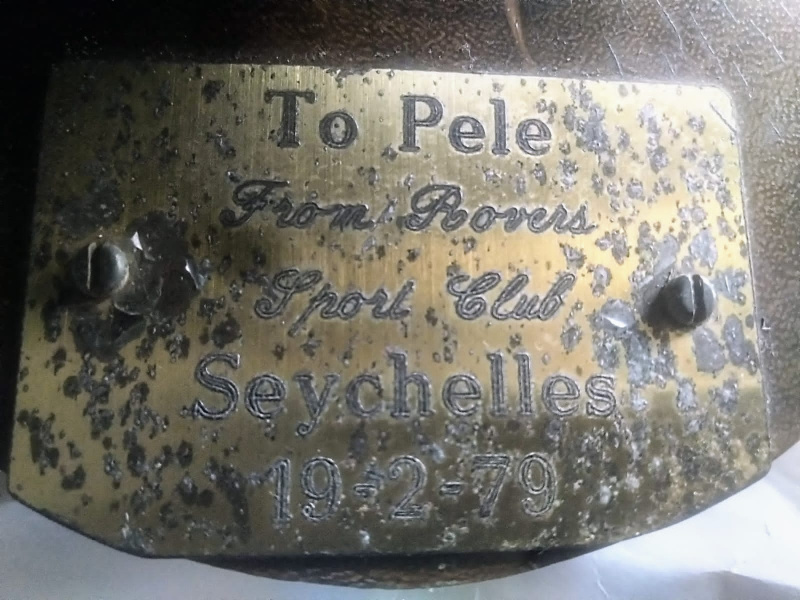 To Pele
From Rovers
Sport Club
Seychelles
19-2-79